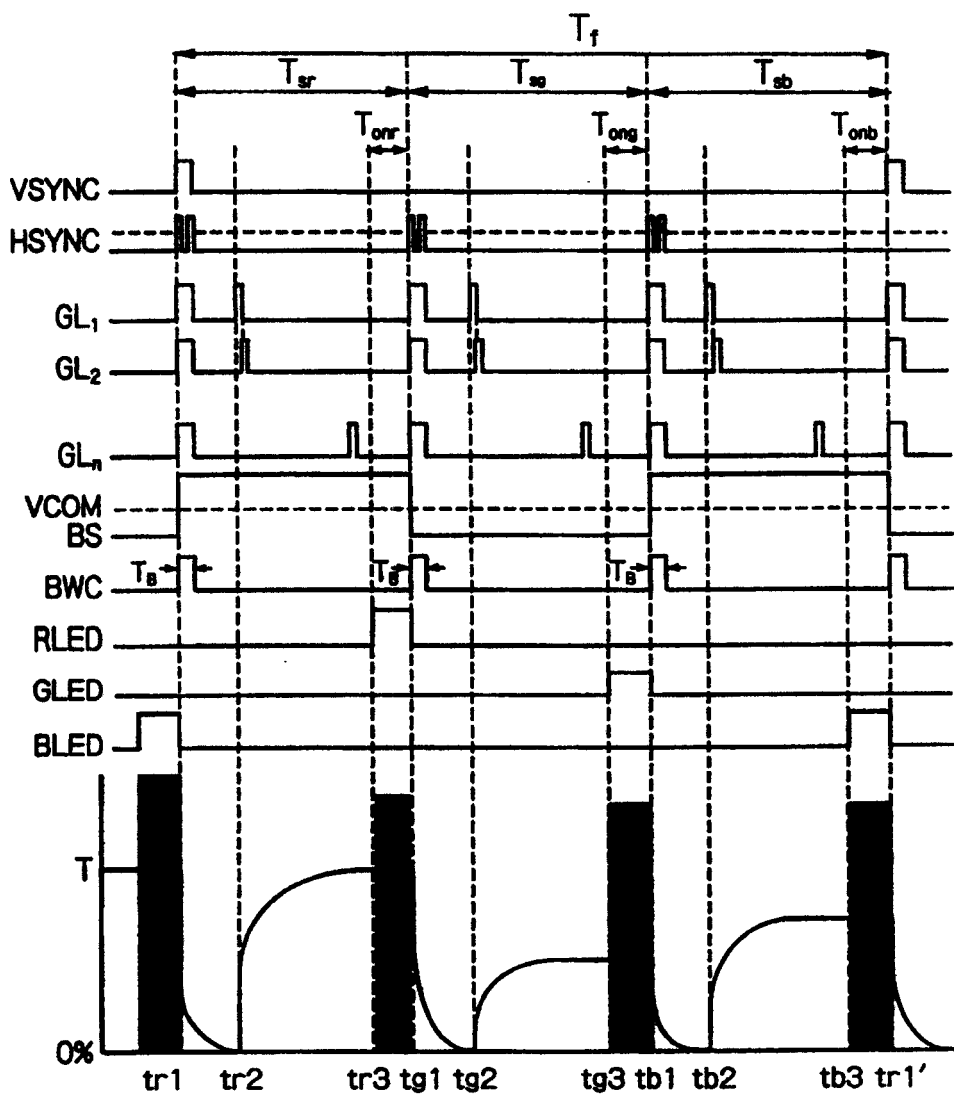 Tf
Tsr Tsg Tsb
Tonr Tong Tonb
VSYNC
HSYNC
GL1
GL2
GLn
VCOM
BS
BWC TB TB TB
RLED
GLED
BLED
T
0%
tr1 tr2 tr3 tg1 tg2 tg3 tb1 tb2 tb3 tr1'